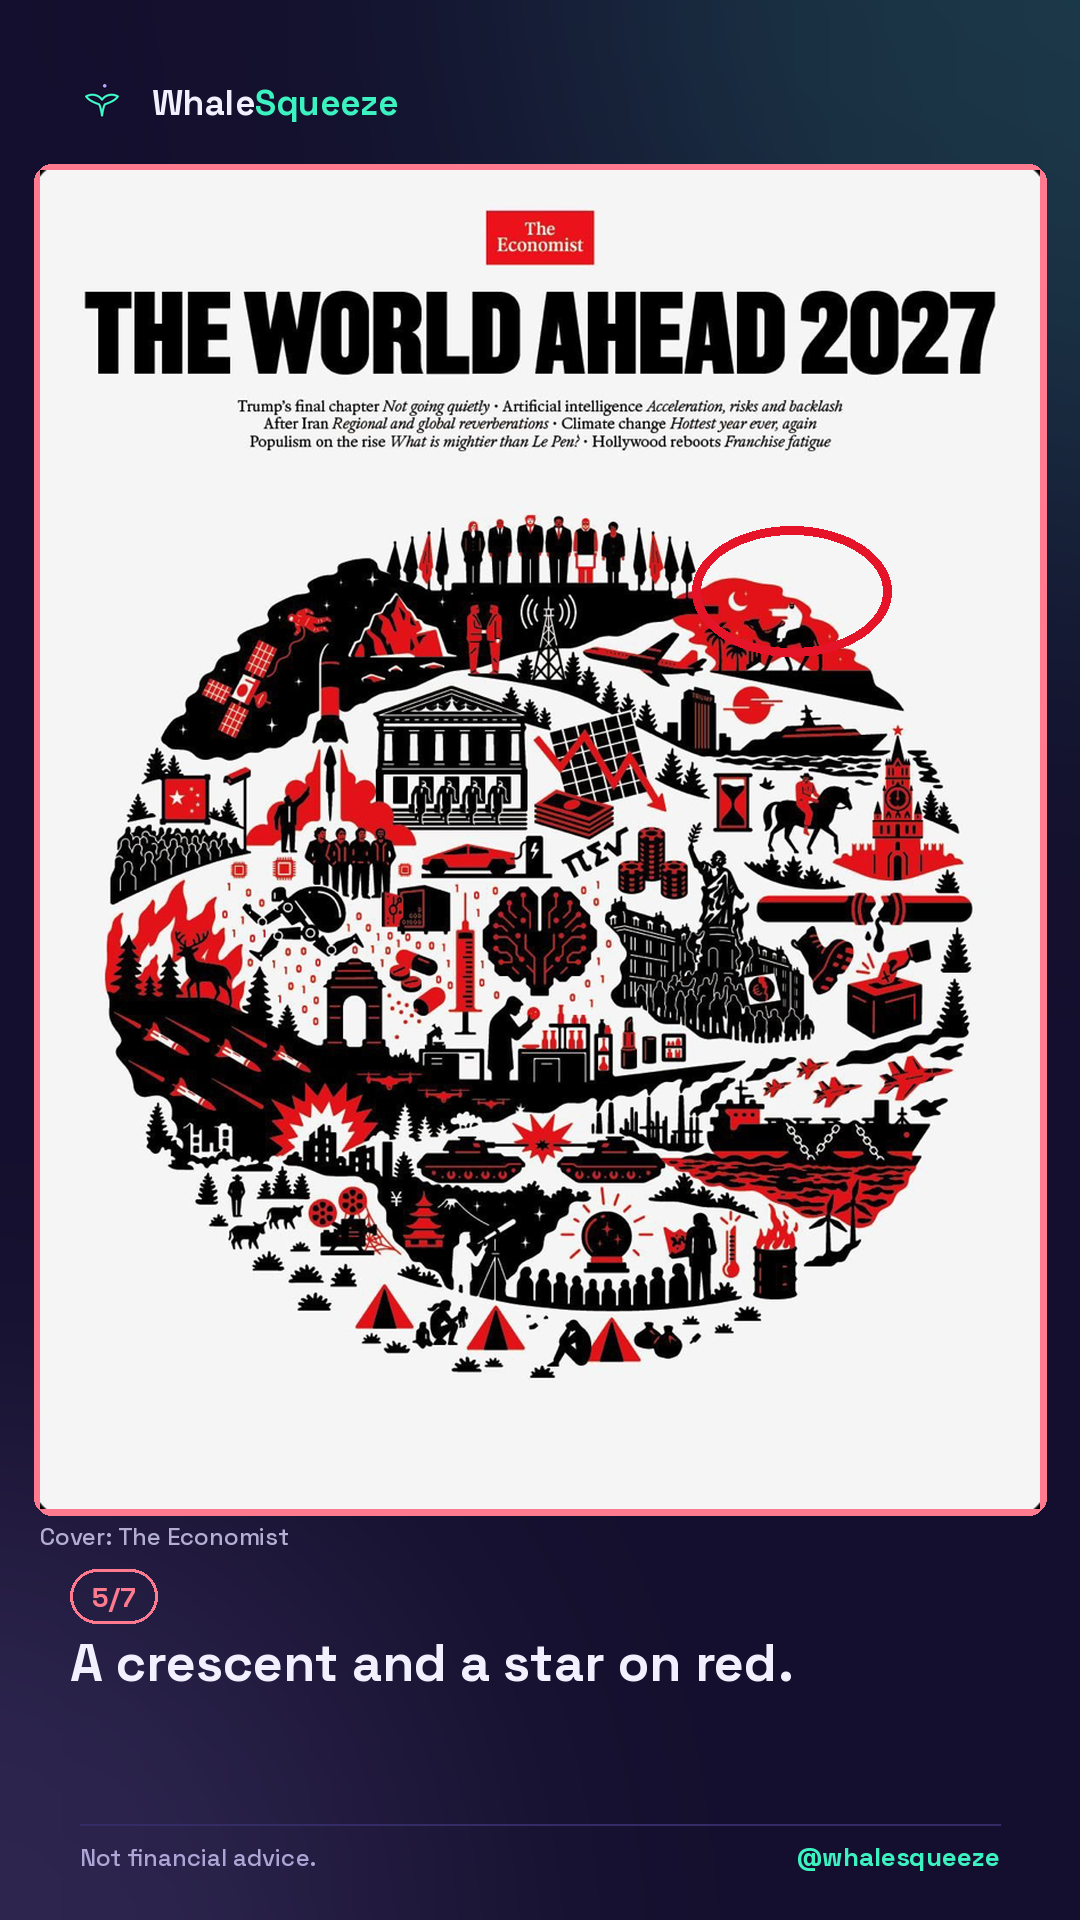 WhaleSqueeze
The
Economist
THE WORLD AHEAD 2027
Trump's final chapter Not going quietly • Artificial intelligence Acceleration, risks and backlash
After Iran Regional and global reverberations • Climate change Hottest year ever, again
Populism on the rise What is mightier than Le Pen? • Hollywood reboots Franchise fatigue
TRUMP
ΠΣ√
¥
Cover: The Economist
5/7
A crescent and a star on red.
Not financial advice.
@whalesqueeze